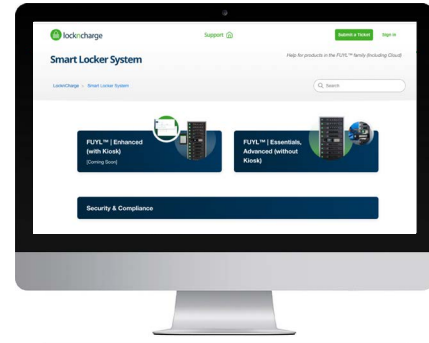 lockncharge
Support
Submit a Ticket
Sign in
Smart Locker System
Help for products in the FUYL™ family (including Cloud)
LocknCharge
Smart Locker System
Search
FUYL™ | Enhanced
(with Kiosk)
[Coming Soon]
FUYL™ | Essentials,
Advanced (without
Kiosk)
Security & Compliance